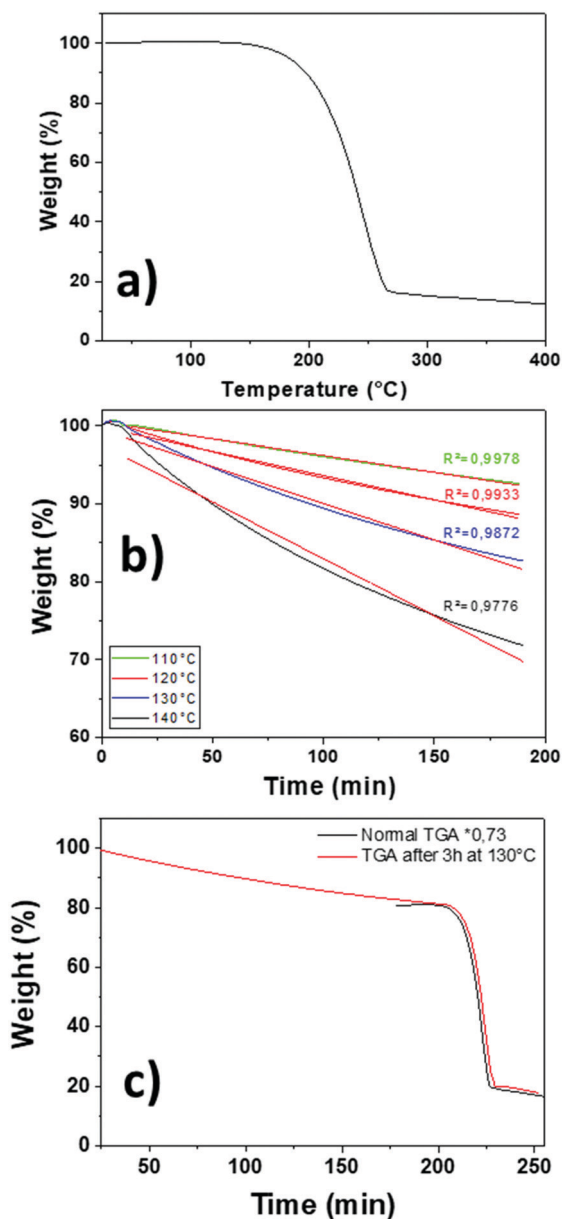 100
80
60
40
20
0
Weight (%)
a)
100
200
300
400
Temperature (°C)
100
90
80
70
60
Weight (%)
R²=0,9978
R²=0,9933
R²=0,9872
R²=0,9776
b)
110°C
120°C
130°C
140°C
0
50
100
150
200
Time (min)
Normal TGA *0,73
TGA after 3h at 130°C
100
80
60
40
20
0
Weight (%)
c)
50
100
150
200
250
Time (min)